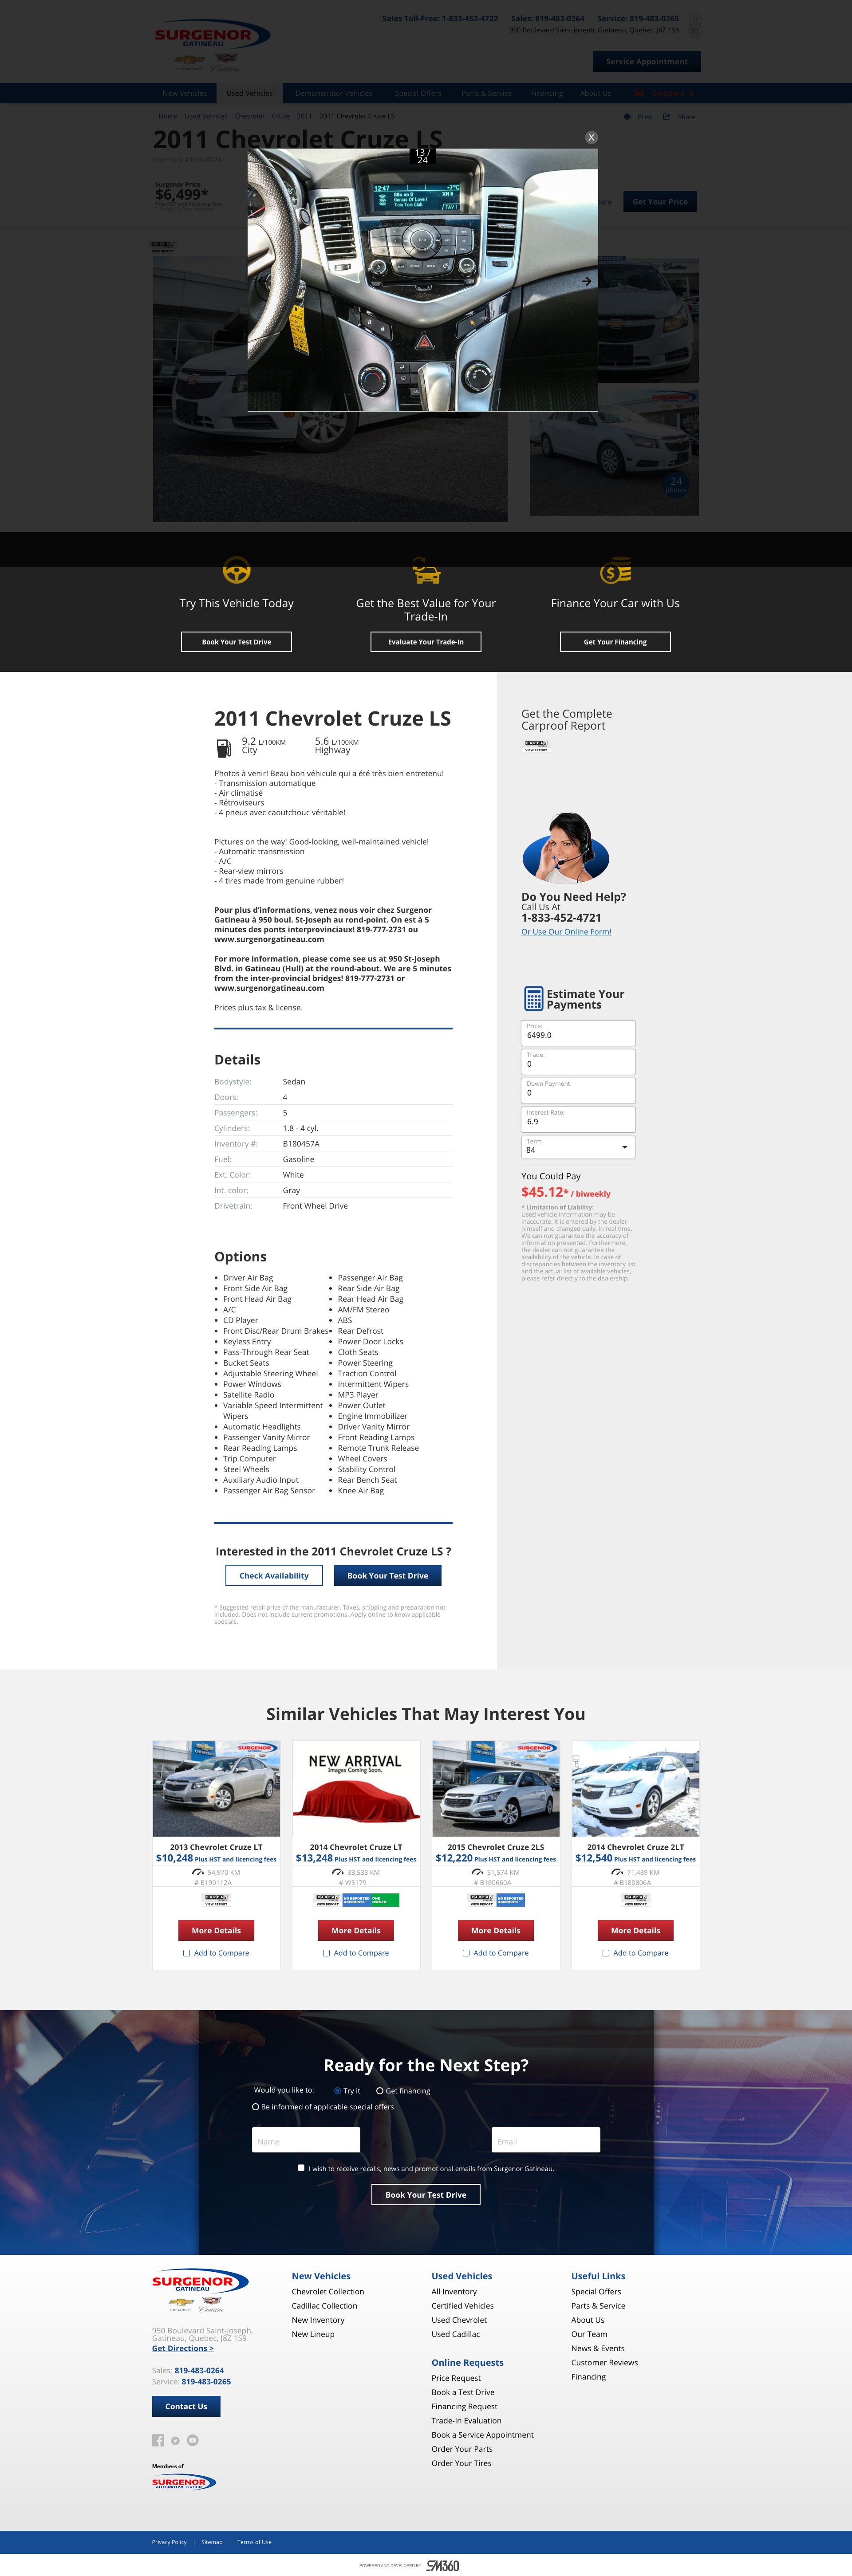 SURGENOR
GATINEAU
Sales Toll-Free: 1-833-452-4722 Sales: 819-483-0264 Service: 819-483-0265
950 Boulevard Saint-Joseph, Gatineau, Quebec, J8Z 1S9
Service Appointment
New Vehicles Used Vehicles Demonstrator Vehicles Special Offers Parts & Service Financing About Us
Home Used Vehicles Chevrolet Cruze 2011 2011 Chevrolet Cruze LS
Print Share
2011 Chevrolet Cruze LS
X
13 /
24
Surgenor Price
$6,499*
Get Your Price
12:47 -7°C
XM 8
Genius Of Love (
Tom Tom Club
FAV 1
24
photos
Try This Vehicle Today
Book Your Test Drive
Get the Best Value for Your
Trade-In
Evaluate Your Trade-In
Finance Your Car with Us
Get Your Financing
2011 Chevrolet Cruze LS
9.2 L/100KM
City
5.6 L/100KM
Highway
Photos à venir! Beau bon véhicule qui a été très bien entretenu!
- Transmission automatique
- Air climatisé
- Rétroviseurs
- 4 pneus avec caoutchouc véritable!
Pictures on the way! Good-looking, well-maintained vehicle!
- Automatic transmission
- A/C
- Rear-view mirrors
- 4 tires made from genuine rubber!
Pour plus d'informations, venez nous voir chez Surgenor
Gatineau à 950 boul. St-Joseph au rond-point. On est à 5
minutes des ponts interprovinciaux! 819-777-2731 ou
www.surgenorgatineau.com
For more information, please come see us at 950 St-Joseph
Blvd. in Gatineau (Hull) at the round-about. We are 5 minutes
from the inter-provincial bridges! 819-777-2731 or
www.surgenorgatineau.com
Prices plus tax & license.
Details
Bodystyle: Sedan
Doors: 4
Passengers: 5
Cylinders: 1.8 - 4 cyl.
Inventory #: B180457A
Fuel: Gasoline
Ext. Color: White
Int. color: Gray
Drivetrain: Front Wheel Drive
Options
Driver Air Bag
Front Side Air Bag
Front Head Air Bag
A/C
CD Player
Front Disc/Rear Drum Brakes
Keyless Entry
Pass-Through Rear Seat
Bucket Seats
Adjustable Steering Wheel
Power Windows
Satellite Radio
Variable Speed Intermittent
Wipers
Automatic Headlights
Passenger Vanity Mirror
Rear Reading Lamps
Trip Computer
Steel Wheels
Auxiliary Audio Input
Passenger Air Bag Sensor
Passenger Air Bag
Rear Side Air Bag
Rear Head Air Bag
AM/FM Stereo
ABS
Rear Defrost
Power Door Locks
Cloth Seats
Power Steering
Traction Control
Intermittent Wipers
MP3 Player
Power Outlet
Engine Immobilizer
Driver Vanity Mirror
Front Reading Lamps
Remote Trunk Release
Wheel Covers
Stability Control
Rear Bench Seat
Knee Air Bag
Interested in the 2011 Chevrolet Cruze LS ?
Check Availability
Book Your Test Drive
* Suggested retail price of the manufacturer. Taxes, shipping and preparation not
included. Does not include current promotions. Apply online to know applicable
specials.
Get the Complete
Carproof Report
VIEW REPORT
Do You Need Help?
Call Us At
1-833-452-4721
Or Use Our Online Form!
Estimate Your
Payments
Price:
6499.0
Trade:
0
Down Payment:
0
Interest Rate:
6.9
Term
84
You Could Pay
$45.12* / biweekly
* Limitation of Liability:
Used vehicle information may be
inaccurate. It is entered by the dealer
himself and changed daily, in real time.
We can not guarantee the accuracy of
information presented. Furthermore,
the dealer can not guarantee the
availability of the vehicle. In case of
discrepancies between the inventory list
and the actual list of available vehicles,
please refer directly to the dealership.
Similar Vehicles That May Interest You
SURGENOR
2013 Chevrolet Cruze LT
$10,248 Plus HST and licencing fees
54,970 KM
# B190112A
VIEW REPORT
More Details
Add to Compare
NEW ARRIVAL
Images Coming Soon.
2014 Chevrolet Cruze LT
$13,248 Plus HST and licencing fees
33,533 KM
# W5179
VIEW REPORT
NO REPORTED
ACCIDENTS
ONE
OWNER
More Details
Add to Compare
SURGENOR
2015 Chevrolet Cruze 2LS
$12,220 Plus HST and licencing fees
31,574 KM
# B180660A
VIEW REPORT
NO REPORTED
ACCIDENTS
More Details
Add to Compare
2014 Chevrolet Cruze 2LT
$12,540 Plus HST and licencing fees
71,489 KM
# B180806A
VIEW REPORT
More Details
Add to Compare
Ready for the Next Step?
Would you like to: Try it Get financing
Be informed of applicable special offers
Name
Email
I wish to receive recalls, news and promotional emails from Surgenor Gatineau.
Book Your Test Drive
SURGENOR
GATINEAU
CHEVROLET Cadillac
950 Boulevard Saint-Joseph,
Gatineau, Quebec, J8Z 1S9
Get Directions >
Sales: 819-483-0264
Service: 819-483-0265
Contact Us
Members of
SURGENOR
AUTOMOTIVE GROUP
New Vehicles
Chevrolet Collection
Cadillac Collection
New Inventory
New Lineup
Used Vehicles
All Inventory
Certified Vehicles
Used Chevrolet
Used Cadillac
Online Requests
Price Request
Book a Test Drive
Financing Request
Trade-In Evaluation
Book a Service Appointment
Order Your Parts
Order Your Tires
Useful Links
Special Offers
Parts & Service
About Us
Our Team
News & Events
Customer Reviews
Financing
Privacy Policy | Sitemap | Terms of Use
POWERED AND DEVELOPED BY SM360